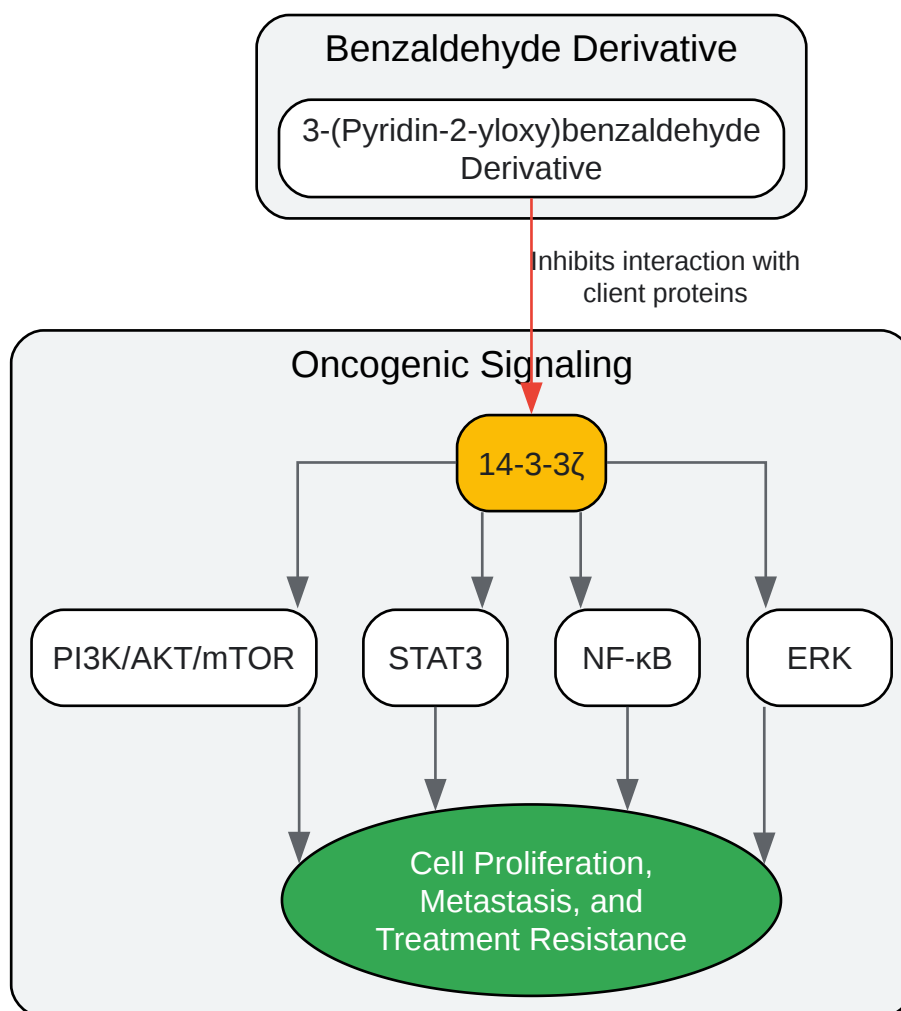 Benzaldehyde Derivative
3-(Pyridin-2-yloxy)benzaldehyde
Derivative
Inhibits interaction with
client proteins
Oncogenic Signaling
14-3-3ζ
PI3K/AKT/mTOR
STAT3
NF-κB
ERK
Cell Proliferation,
Metastasis, and
Treatment Resistance